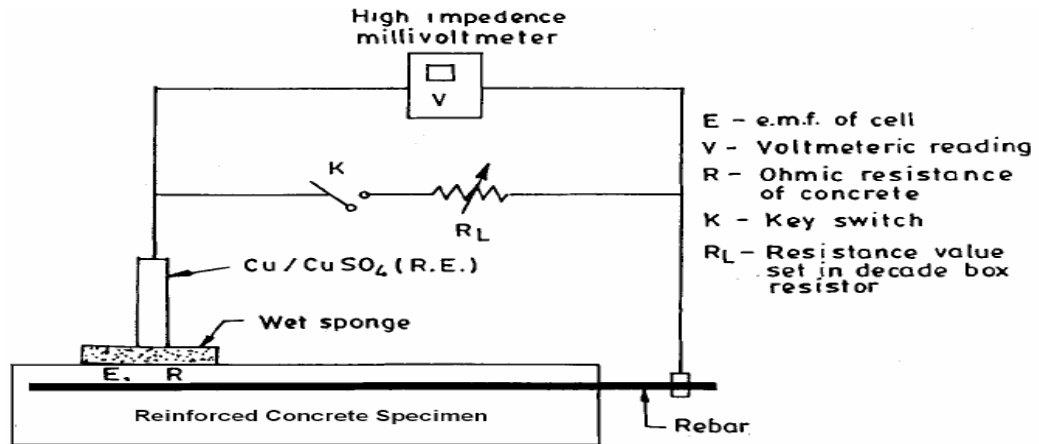 High impedence
millivoltmeter
V
K
R_L
Cu/CuSO₄(R.E.)
Wet sponge
E, R
Reinforced Concrete Specimen
Rebar
E - e.m.f. of cell
V - Voltmeteric reading
R - Ohmic resistance
of concrete
K - Key switch
R_L - Resistance value
set in decade box
resistor